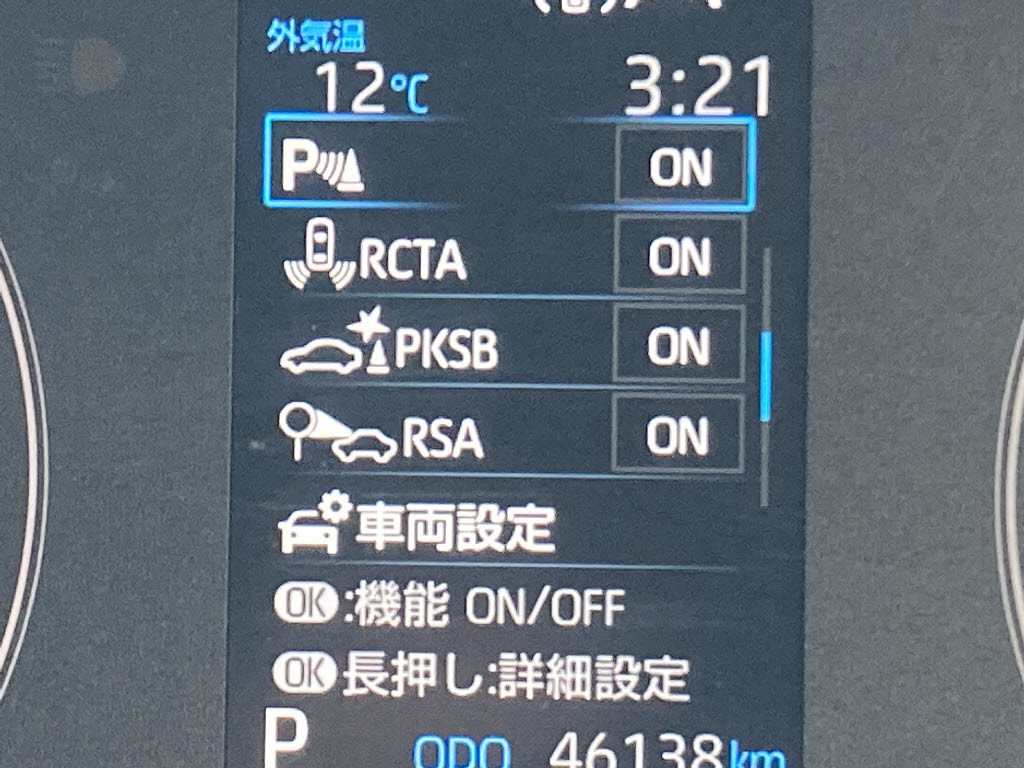 外気温
12℃ 3:21
P ON
RCTA ON
PKSB ON
RSA ON
車両設定
OK:機能 ON/OFF
OK長押し:詳細設定
P ODO 46138km